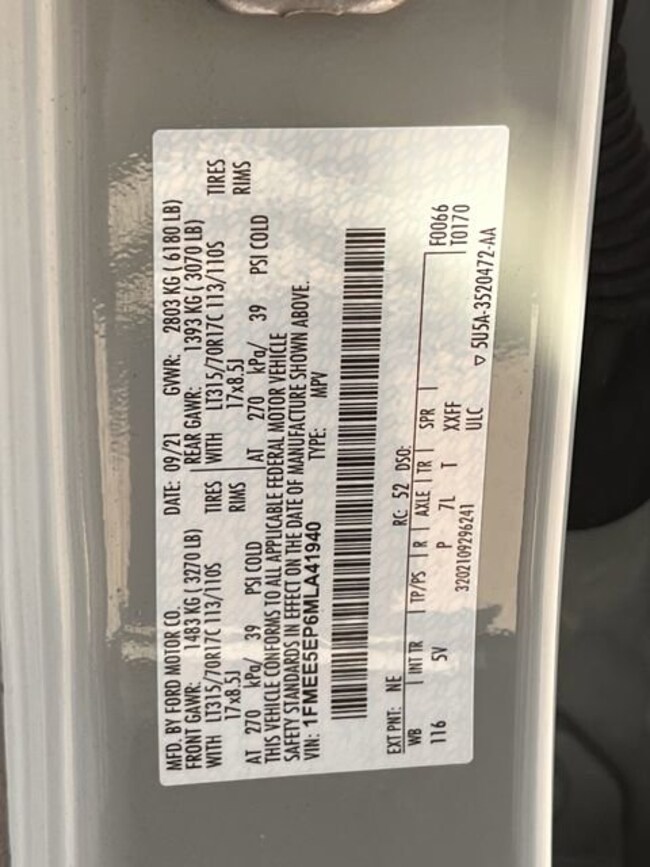 MFD. BY FORD MOTOR CO. DATE: 09/21 GVWR: 2803 KG ( 6180 LB)
FRONT GAWR: 1483 KG ( 3270 LB) REAR GAWR: 1393 KG ( 3070 LB)
WITH LT315/70R17C 113/110S TIRES WITH LT315/70R17C 113/110S TIRES
17x8.5J RIMS 17x8.5J RIMS
AT 270 kPa/ 39 PSI COLD AT 270 kPa/ 39 PSI COLD
THIS VEHICLE CONFORMS TO ALL APPLICABLE FEDERAL MOTOR VEHICLE
SAFETY STANDARDS IN EFFECT ON THE DATE OF MANUFACTURE SHOWN ABOVE.
VIN: 1FMEE5EP6MLA41940 TYPE: MPV
EXT PNT: NE RC: 52 DSO: F0066
WB INT TR TP/PS R AXLE TR SPR T0170
116 5V P 7L T XXFF
3202109296241 ULC ▽ 5U5A-3520472-AA